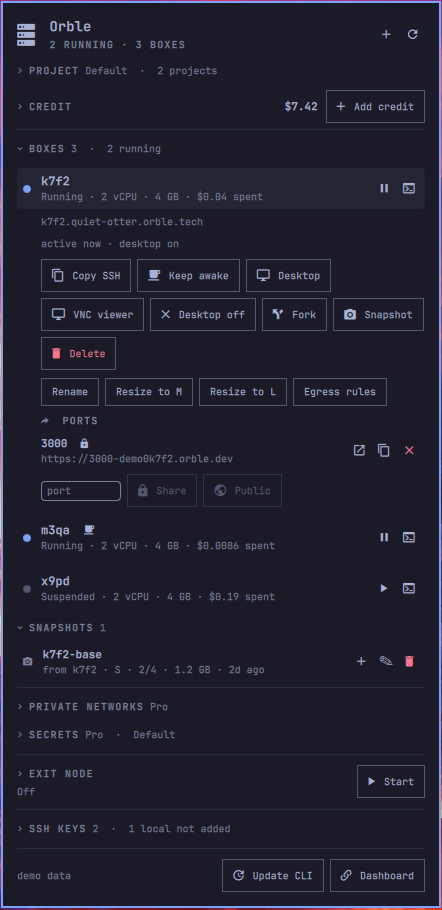 Orble
2 RUNNING · 3 BOXES
PROJECT Default · 2 projects
CREDIT $7.42 + Add credit
BOXES 3 · 2 running
k7f2
Running · 2 vCPU · 4 GB · $0.04 spent
k7f2.quiet-otter.orble.tech
active now · desktop on
Copy SSH Keep awake Desktop
VNC viewer Desktop off Fork Snapshot
Delete
Rename Resize to M Resize to L Egress rules
PORTS
3000
https://3000-demo0k7f2.orble.dev
port Share Public
m3qa
Running · 2 vCPU · 4 GB · $0.0086 spent
x9pd
Suspended · 2 vCPU · 4 GB · $0.19 spent
SNAPSHOTS 1
k7f2-base
from k7f2 · S · 2/4 · 1.2 GB · 2d ago
PRIVATE NETWORKS Pro
SECRETS Pro · Default
EXIT NODE
Off
Start
SSH KEYS 2 · 1 local not added
demo data Update CLI Dashboard